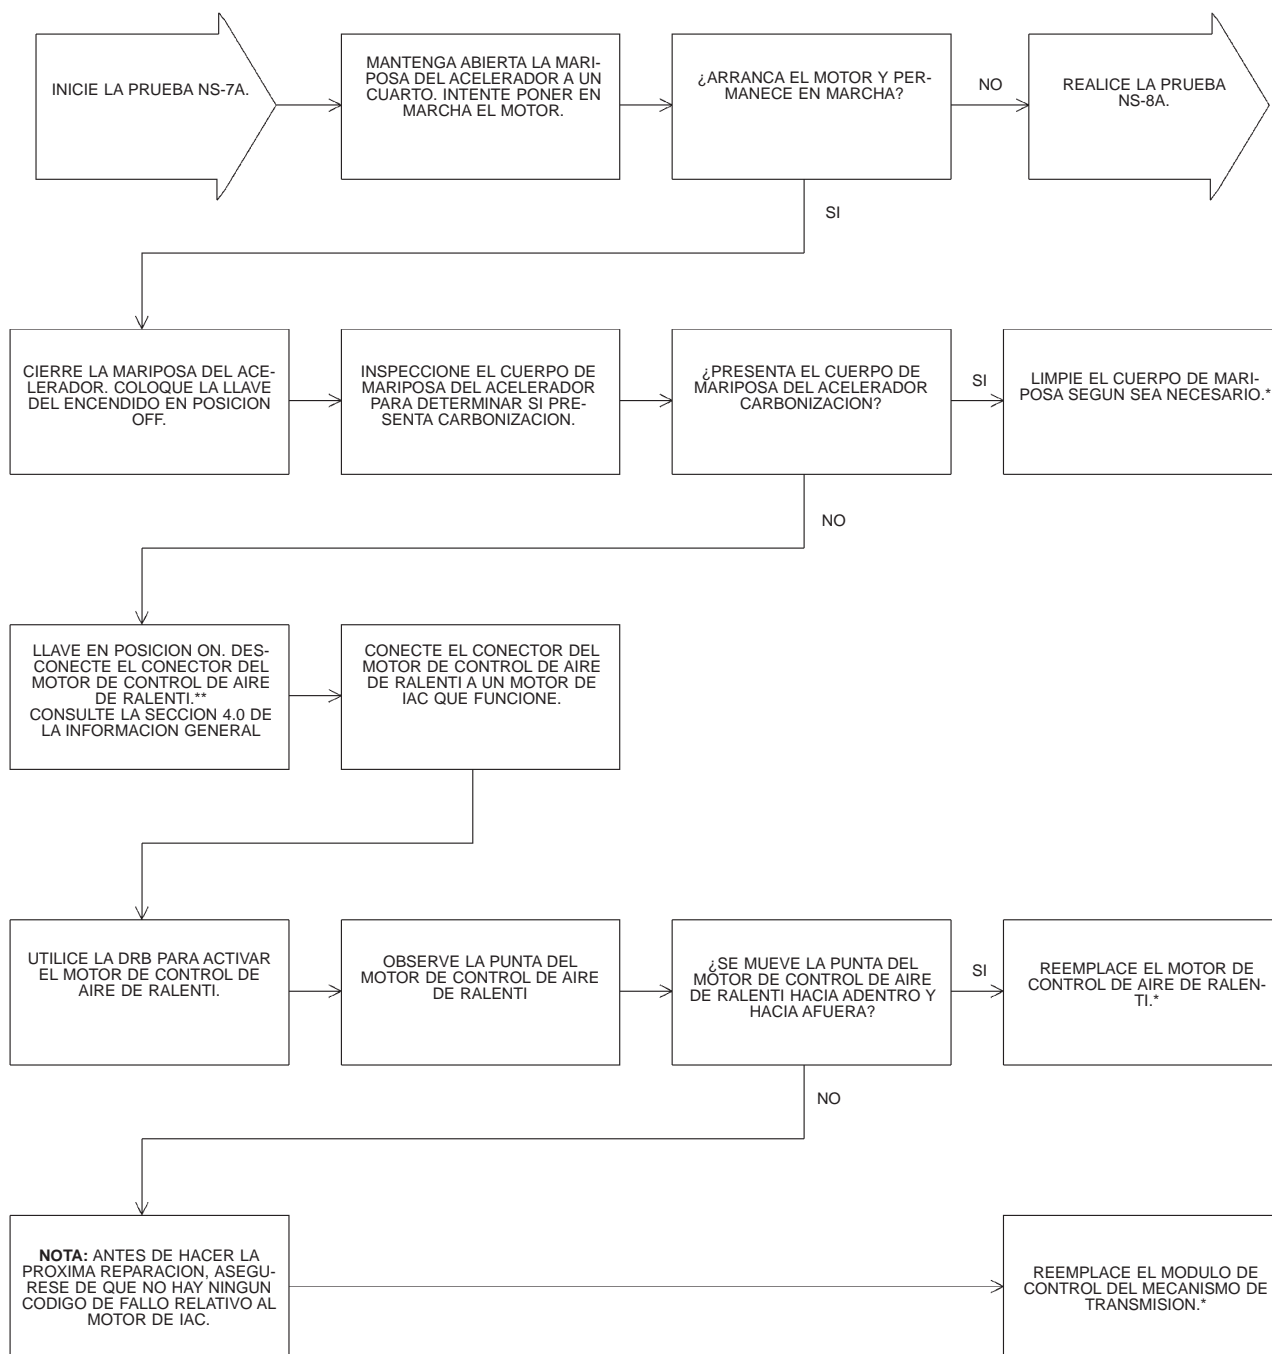 INICIE LA PRUEBA NS-7A.
MANTENGA ABIERTA LA MARI-
POSA DEL ACELERADOR A UN
CUARTO. INTENTE PONER EN
MARCHA EL MOTOR.
¿ARRANCA EL MOTOR Y PER-
MANECE EN MARCHA?
NO
REALICE LA PRUEBA
NS-8A.
SI
CIERRE LA MARIPOSA DEL ACE-
LERADOR. COLOQUE LA LLAVE
DEL ENCENDIDO EN POSICION
OFF.
INSPECCIONE EL CUERPO DE
MARIPOSA DEL ACELERADOR
PARA DETERMINAR SI PRE-
SENTA CARBONIZACION.
¿PRESENTA EL CUERPO DE
MARIPOSA DEL ACELERADOR
CARBONIZACION?
SI
LIMPIE EL CUERPO DE MARI-
POSA SEGUN SEA NECESARIO.*
NO
LLAVE EN POSICION ON. DES-
CONECTE EL CONECTOR DEL
MOTOR DE CONTROL DE AIRE
DE RALENTI.**
CONSULTE LA SECCION 4.0 DE
LA INFORMACION GENERAL
CONECTE EL CONECTOR DEL
MOTOR DE CONTROL DE AIRE
DE RALENTI A UN MOTOR DE
IAC QUE FUNCIONE.
UTILICE LA DRB PARA ACTIVAR
EL MOTOR DE CONTROL DE
AIRE DE RALENTI.
OBSERVE LA PUNTA DEL
MOTOR DE CONTROL DE AIRE
DE RALENTI
¿SE MUEVE LA PUNTA DEL
MOTOR DE CONTROL DE AIRE
DE RALENTI HACIA ADENTRO Y
HACIA AFUERA?
SI
REEMPLACE EL MOTOR DE
CONTROL DE AIRE DE RALEN-
TI.*
NO
NOTA: ANTES DE HACER LA
PROXIMA REPARACION, ASEGU-
RESE DE QUE NO HAY NINGUN
CODIGO DE FALLO RELATIVO AL
MOTOR DE IAC.
REEMPLACE EL MODULO DE
CONTROL DEL MECANISMO DE
TRANSMISION.*